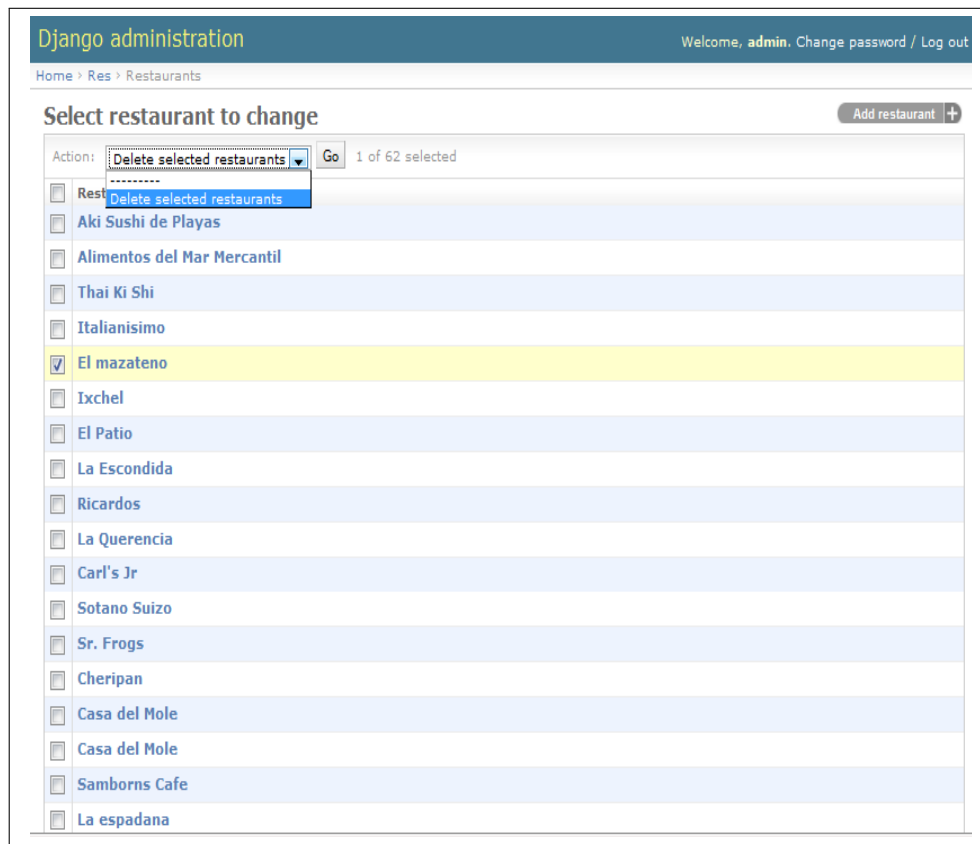 Django administration
Welcome, admin. Change password / Log out
Home › Res › Restaurants
Select restaurant to change
Add restaurant +
Action: Delete selected restaurants Go 1 of 62 selected
---------
Delete selected restaurants
Rest
Aki Sushi de Playas
Alimentos del Mar Mercantil
Thai Ki Shi
Italianisimo
El mazateno
Ixchel
El Patio
La Escondida
Ricardos
La Querencia
Carl's Jr
Sotano Suizo
Sr. Frogs
Cheripan
Casa del Mole
Casa del Mole
Samborns Cafe
La espadana